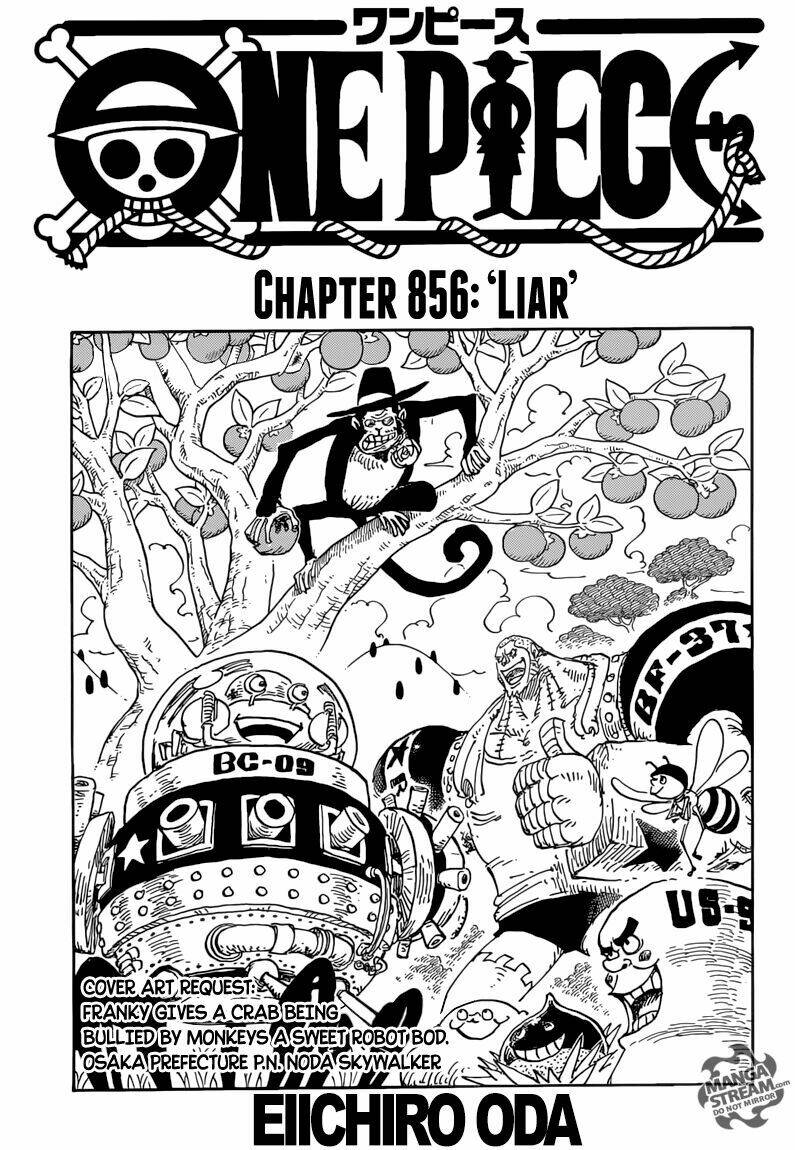 ワンピース
ONE PIECE
CHAPTER 856: 'LIAR'
BF-37
BC-09
US-9
COVER ART REQUEST:
FRANKY GIVES A CRAB BEING
BULLIED BY MONKEYS A SWEET ROBOT BOD.
OSAKA PREFECTURE P.N. NODA SKYWALKER
MANGA
STREAM.com
DO NOT MIRROR
EIICHIRO ODA